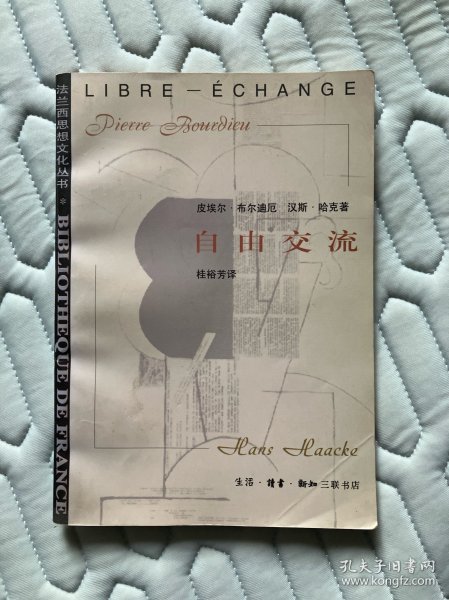 法兰西思想文化丛书 * BIBLIOTHEQUE DE FRANCE
LIBRE – ÉCHANGE
Pierre Bourdieu
皮埃尔·布尔迪厄 汉斯·哈克著
自由交流
桂裕芳译
Hans Haacke
生活·读书·新知三联书店
孔夫子旧书网
www.kongfz.com